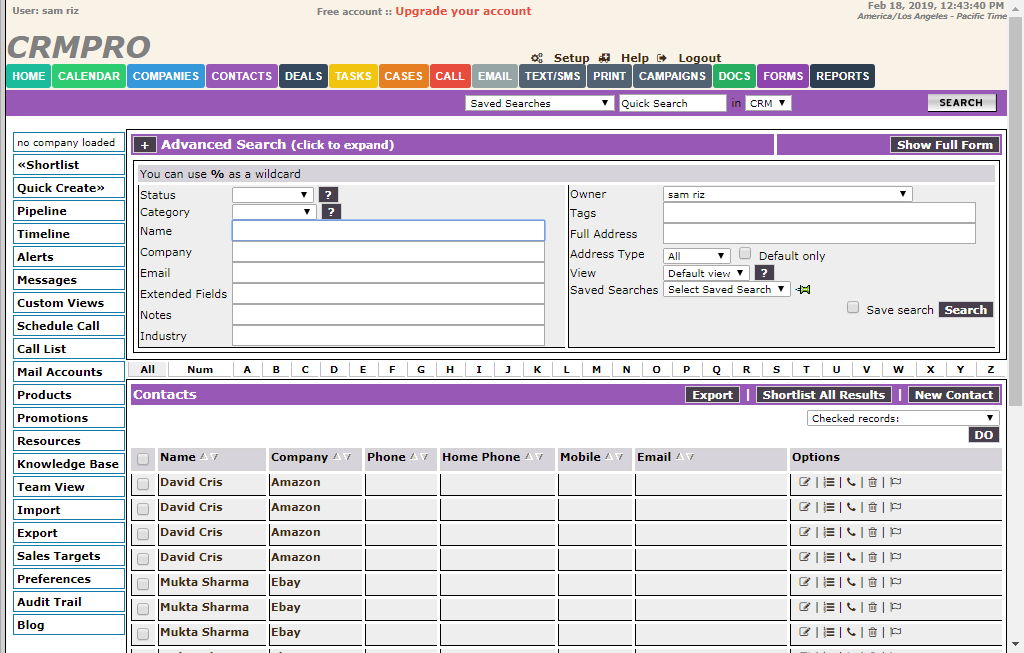 User: sam riz
Free account :: Upgrade your account
Feb 18, 2019, 12:43:40 PM
America/Los Angeles - Pacific Time
CRMPRO
Setup Help Logout
HOME CALENDAR COMPANIES CONTACTS DEALS TASKS CASES CALL EMAIL TEXT/SMS PRINT CAMPAIGNS DOCS FORMS REPORTS
Saved Searches Quick Search in CRM SEARCH
no company loaded
«Shortlist
Quick Create»
Pipeline
Timeline
Alerts
Messages
Custom Views
Schedule Call
Call List
Mail Accounts
Products
Promotions
Resources
Knowledge Base
Team View
Import
Export
Sales Targets
Preferences
Audit Trail
Blog
+ Advanced Search (click to expand) Show Full Form
You can use % as a wildcard
Status ?
Category ?
Name
Company
Email
Extended Fields
Notes
Industry
Owner sam riz
Tags
Full Address
Address Type All Default only
View Default view ?
Saved Searches Select Saved Search
Save search Search
All Num A B C D E F G H I J K L M N O P Q R S T U V W X Y Z
Contacts Export | Shortlist All Results | New Contact
Checked records:
DO
Name Company Phone Home Phone Mobile Email Options
David Cris Amazon | | | |
David Cris Amazon | | | |
David Cris Amazon | | | |
David Cris Amazon | | | |
Mukta Sharma Ebay | | | |
Mukta Sharma Ebay | | | |
Mukta Sharma Ebay | | | |